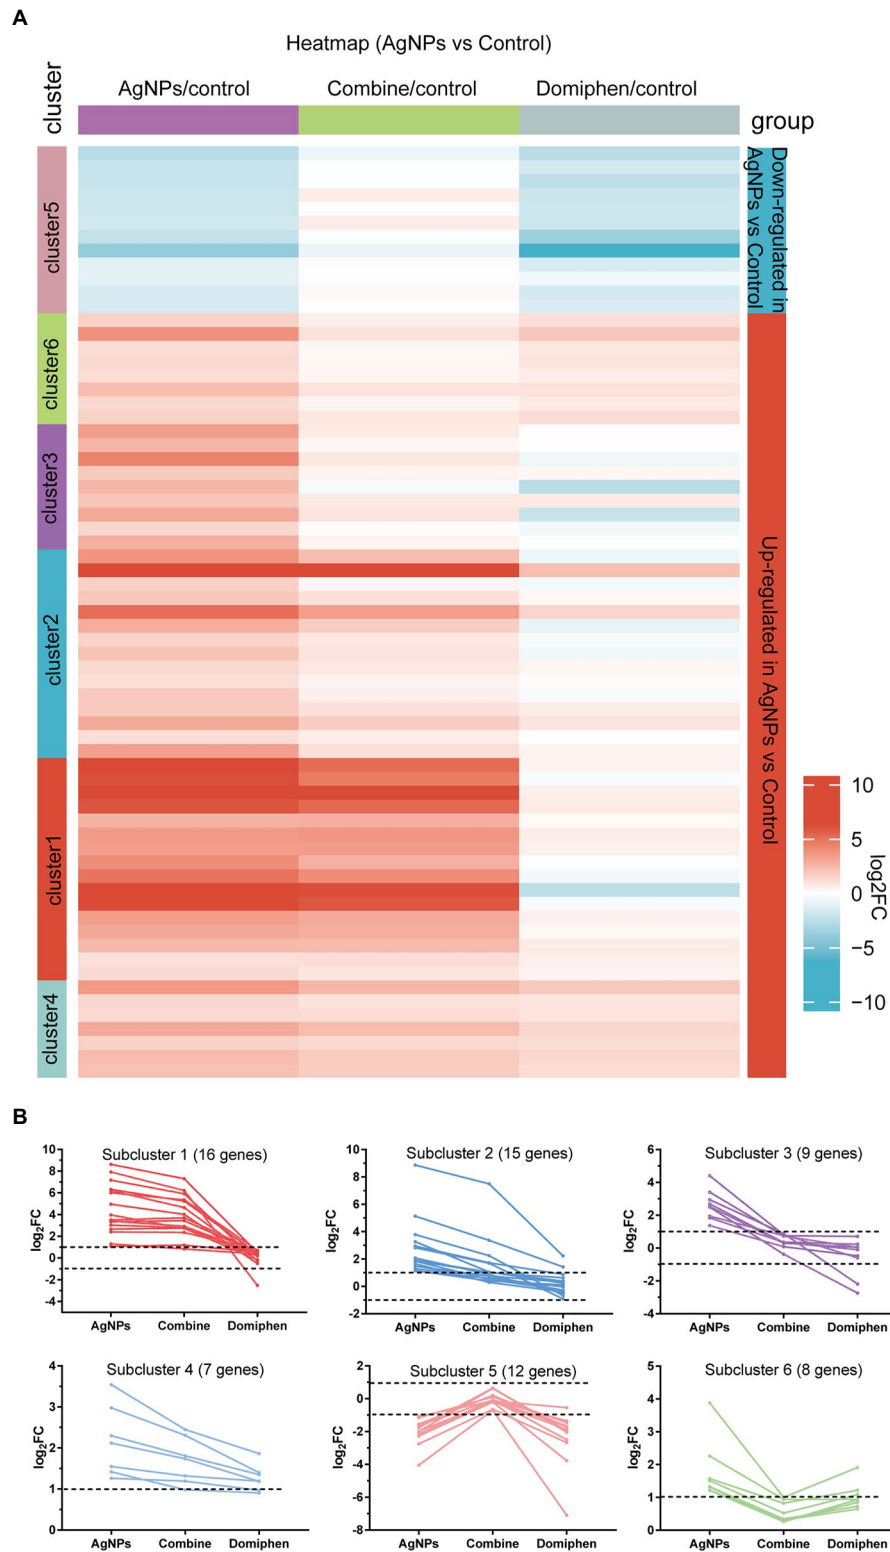 A
Heatmap (AgNPs vs Control)
cluster
AgNPs/control
Combine/control
Domiphen/control
group
cluster5
cluster6
cluster3
cluster2
cluster1
cluster4
Down-regulated in
AgNPs vs Control
Up-regulated in AgNPs vs Control
10
5
0
−5
−10
log2FC
B
Subcluster 1 (16 genes)
log2FC
10
8
6
4
2
0
-2
-4
AgNPs Combine Domiphen
Subcluster 2 (15 genes)
log2FC
10
8
6
4
2
0
-2
AgNPs Combine Domiphen
Subcluster 3 (9 genes)
log2FC
6
4
2
0
-2
-4
AgNPs Combine Domiphen
Subcluster 4 (7 genes)
log2FC
4
3
2
1
0
AgNPs Combine Domiphen
Subcluster 5 (12 genes)
log2FC
2
0
-2
-4
-6
-8
AgNPs Combine Domiphen
Subcluster 6 (8 genes)
log2FC
5
4
3
2
1
0
AgNPs Combine Domiphen